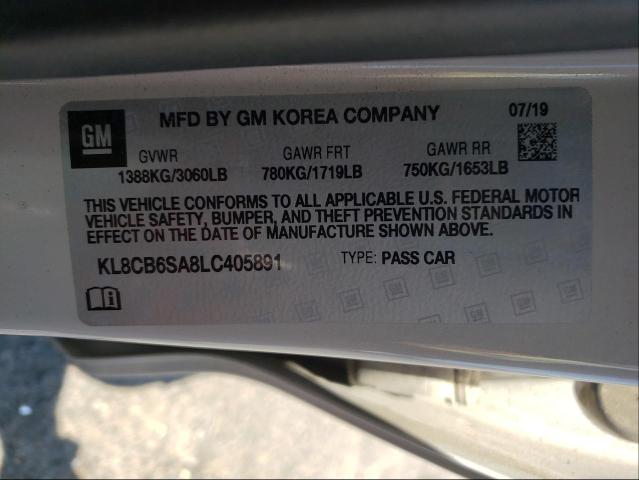 GM
MFD BY GM KOREA COMPANY
07/19
GVWR
GAWR FRT
GAWR RR
1388KG/3060LB
780KG/1719LB
750KG/1653LB
THIS VEHICLE CONFORMS TO ALL APPLICABLE U.S. FEDERAL MOTOR
VEHICLE SAFETY, BUMPER, AND THEFT PREVENTION STANDARDS IN
EFFECT ON THE DATE OF MANUFACTURE SHOWN ABOVE.
KL8CB6SA8LC405891
TYPE: PASS CAR